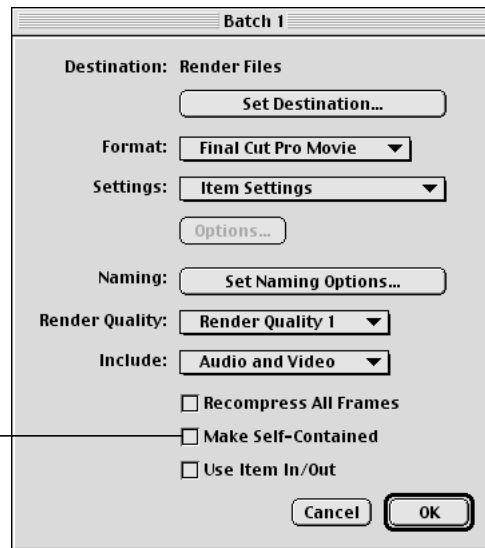 Batch 1
Destination: Render Files
Set Destination...
Format: Final Cut Pro Movie
Settings: Item Settings
Options...
Naming: Set Naming Options...
Render Quality: Render Quality 1
Include: Audio and Video
Recompress All Frames
Make Self-Contained
Use Item In/Out
Cancel OK